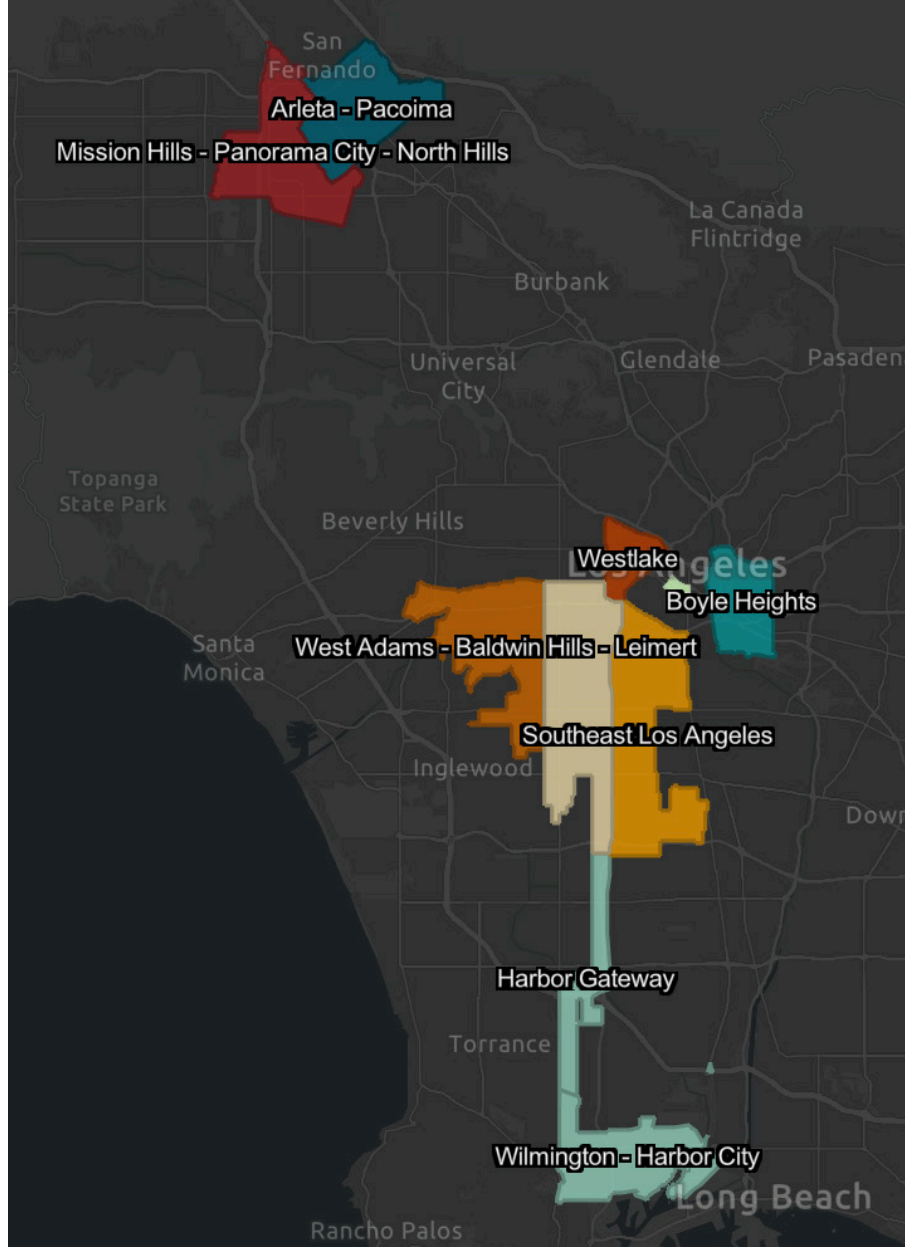 San
Fernando
Arleta - Pacoima
Mission Hills - Panorama City - North Hills
La Canada
Flintridge
Burbank
Universal
City
Glendale
Pasaden
Topanga
State Park
Beverly Hills
Westlake
Los Angeles
Boyle Heights
Santa
Monica
West Adams - Baldwin Hills - Leimert
Southeast Los Angeles
Inglewood
Down
Harbor Gateway
Torrance
Wilmington - Harbor City
Long Beach
Rancho Palos